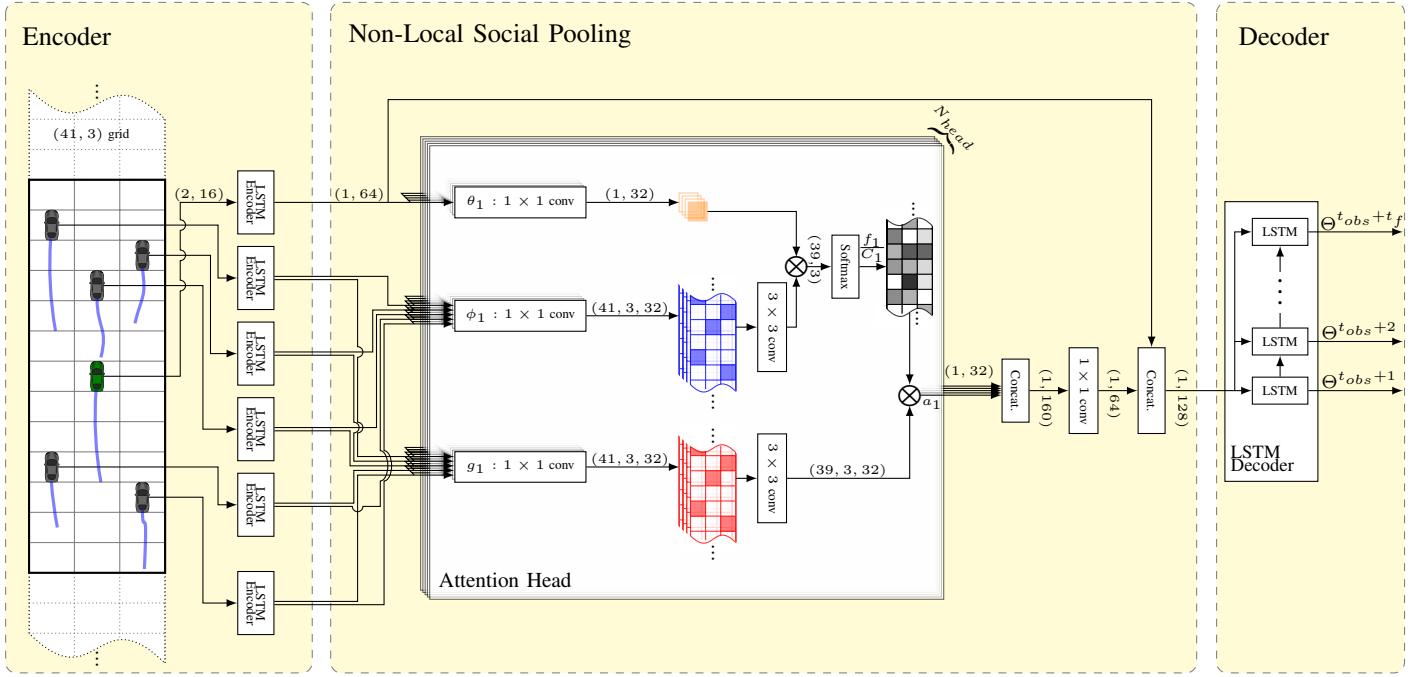 Encoder
Non-Local Social Pooling
Decoder
(41, 3) grid
(2, 16)
LSTM
Encoder
LSTM
Encoder
LSTM
Encoder
LSTM
Encoder
LSTM
Encoder
LSTM
Encoder
(1, 64)
N_head
θ_1 : 1 × 1 conv
(1, 32)
ϕ_1 : 1 × 1 conv
(41, 3, 32)
3 × 3 conv
(39, 3)
Softmax
f_1
C_1
g_1 : 1 × 1 conv
(41, 3, 32)
3 × 3 conv
(39, 3, 32)
a_1
Attention Head
(1, 32)
Concat.
(1, 160)
1 × 1 conv
(1, 64)
Concat.
(1, 128)
LSTM
Θ^{t_obs+t_f}
LSTM
Θ^{t_obs+2}
LSTM
Θ^{t_obs+1}
LSTM
Decoder